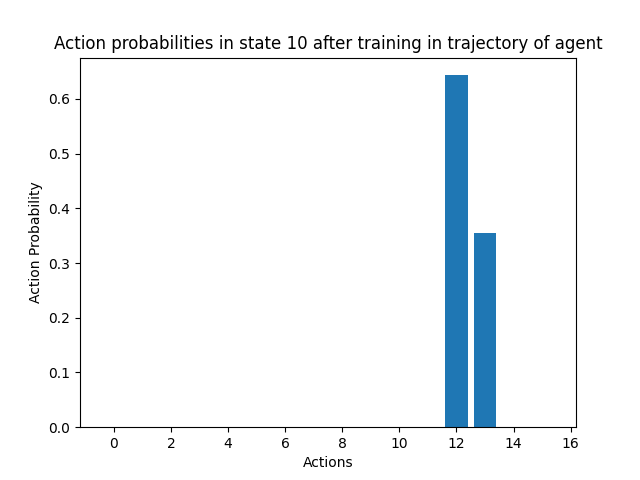 Action probabilities in state 10 after training in trajectory of agent
0.6
0.5
0.4
0.3
0.2
0.1
0.0
Action Probability
0 2 4 6 8 10 12 14 16
Actions